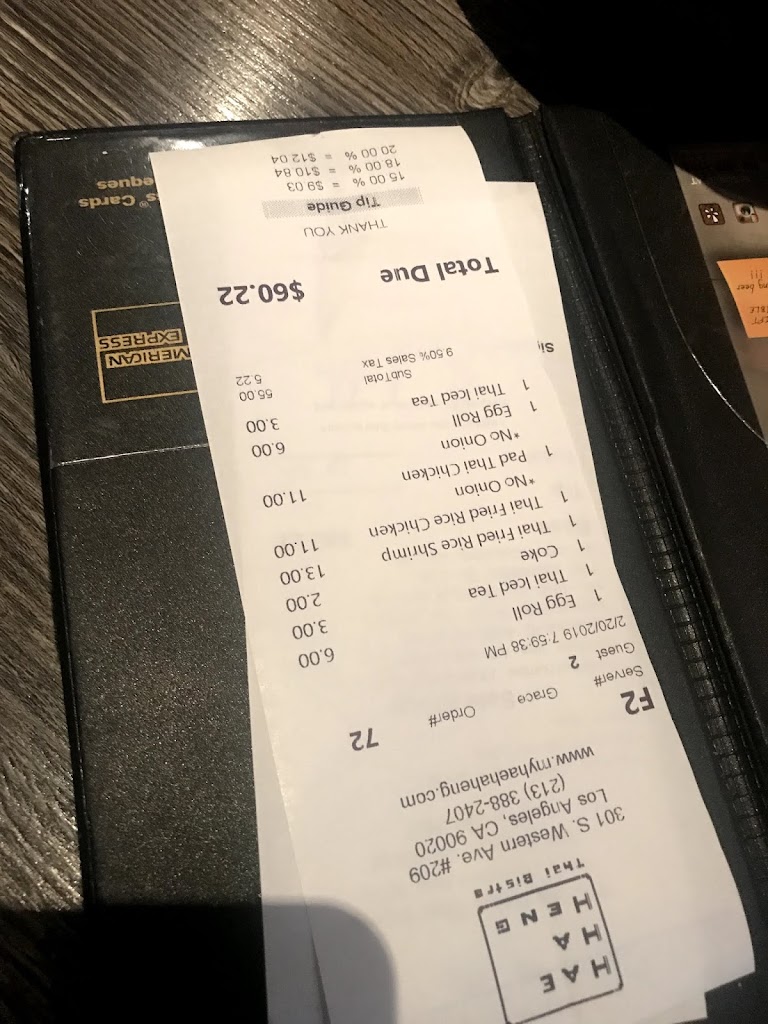 HAE
HA
HENG
Thai Bistro
301 S. Western Ave. #209
Los Angeles, CA 90020
(213) 388-2407
www.myhaehaheng.com
F2 Order# 72
Server# Grace
Guest 2
2/20/2019 7:59:38 PM
1 Egg Roll 6.00
1 Thai Iced Tea 3.00
1 Coke 2.00
1 Thai Fried Rice Shrimp 13.00
1 Thai Fried Rice Chicken 11.00
*No Onion
1 Pad Thai Chicken 11.00
*No Onion
1 Egg Roll 6.00
1 Thai Iced Tea 3.00
SubTotal 55.00
9.50% Sales Tax 5.22
Total Due $60.22
THANK YOU
Tip Guide
15.00 % = $9.03
18.00 % = $10.84
20.00 % = $12.04
Si
MERICAN
EXPRESS
s® Cards
eques
ng beer
!!!